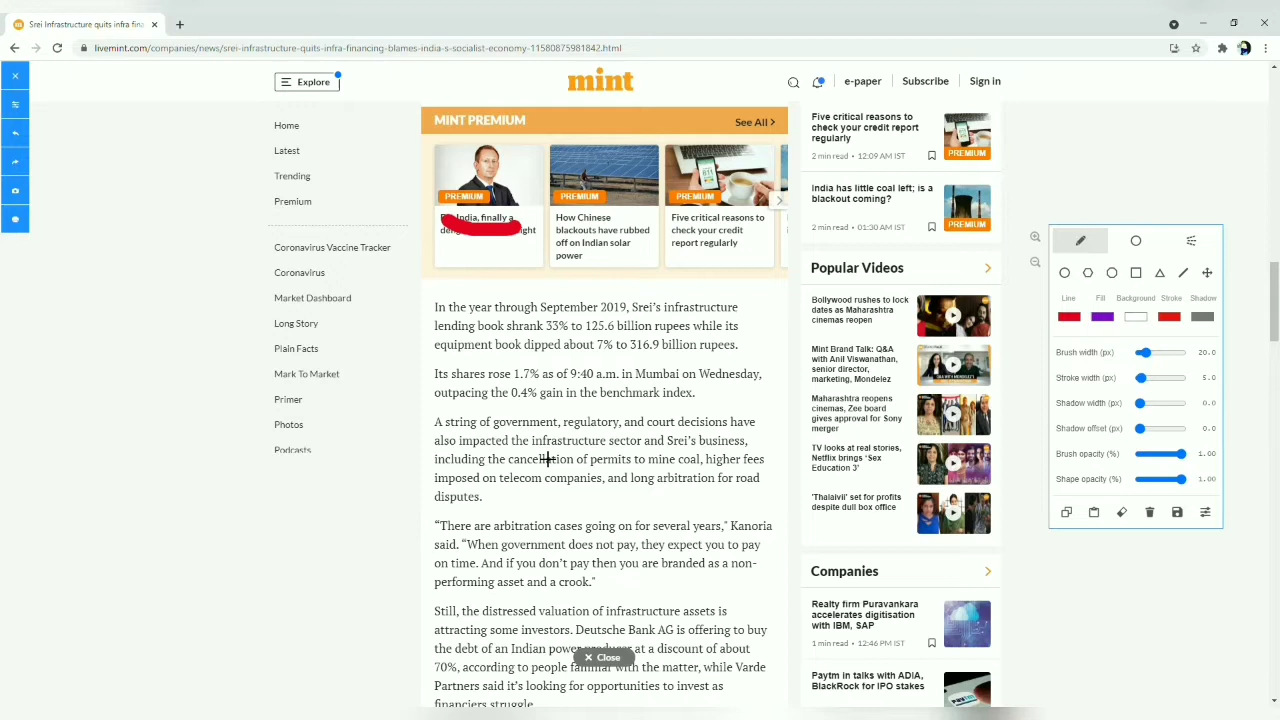 Srei Infrastructure quits infra fina
livemint.com/companies/news/srei-infrastructure-quits-infra-financing-blames-india-s-socialist-economy-11580875981842.html
Explore
mint
e-paper
Subscribe
Sign in
Home
Latest
Trending
Premium
Coronavirus Vaccine Tracker
Coronavirus
Market Dashboard
Long Story
Plain Facts
Mark To Market
Primer
Photos
Podcasts
MINT PREMIUM
See All
PREMIUM
India, finally a
PREMIUM
How Chinese
blackouts have rubbed
off on Indian solar
power
PREMIUM
Five critical reasons to
check your credit
report regularly
In the year through September 2019, Srei’s infrastructure
lending book shrank 33% to 125.6 billion rupees while its
equipment book dipped about 7% to 316.9 billion rupees.
Its shares rose 1.7% as of 9:40 a.m. in Mumbai on Wednesday,
outpacing the 0.4% gain in the benchmark index.
A string of government, regulatory, and court decisions have
also impacted the infrastructure sector and Srei’s business,
including the cancellation of permits to mine coal, higher fees
imposed on telecom companies, and long arbitration for road
disputes.
“There are arbitration cases going on for several years," Kanoria
said. “When government does not pay, they expect you to pay
on time. And if you don’t pay then you are branded as a non-
performing asset and a crook."
Still, the distressed valuation of infrastructure assets is
attracting some investors. Deutsche Bank AG is offering to buy
the debt of an Indian power producer at a discount of about
70%, according to people familiar with the matter, while Varde
Partners said it’s looking for opportunities to invest as
financiers struggle.
Close
Five critical reasons to
check your credit report
regularly
2 min read • 12:09 AM IST
PREMIUM
India has little coal left; is a
blackout coming?
2 min read • 01:30 AM IST
PREMIUM
Popular Videos
Bollywood rushes to lock
dates as Maharashtra
cinemas reopen
Mint Brand Talk: Q&A
with Anil Viswanathan,
senior director,
marketing, Mondelez
Maharashtra reopens
cinemas, Zee board
gives approval for Sony
merger
TV looks at real stories,
Netflix brings ‘Sex
Education 3’
'Thalaivii' set for profits
despite dull box office
Companies
Realty firm Puravankara
accelerates digitisation
with IBM, SAP
1 min read • 12:46 PM IST
Paytm in talks with ADIA,
BlackRock for IPO stakes
Line Fill Background Stroke Shadow
Brush width (px) 20.0
Stroke width (px) 5.0
Shadow width (px) 0.0
Shadow offset (px) 0.0
Brush opacity (%) 1.00
Shape opacity (%) 1.00